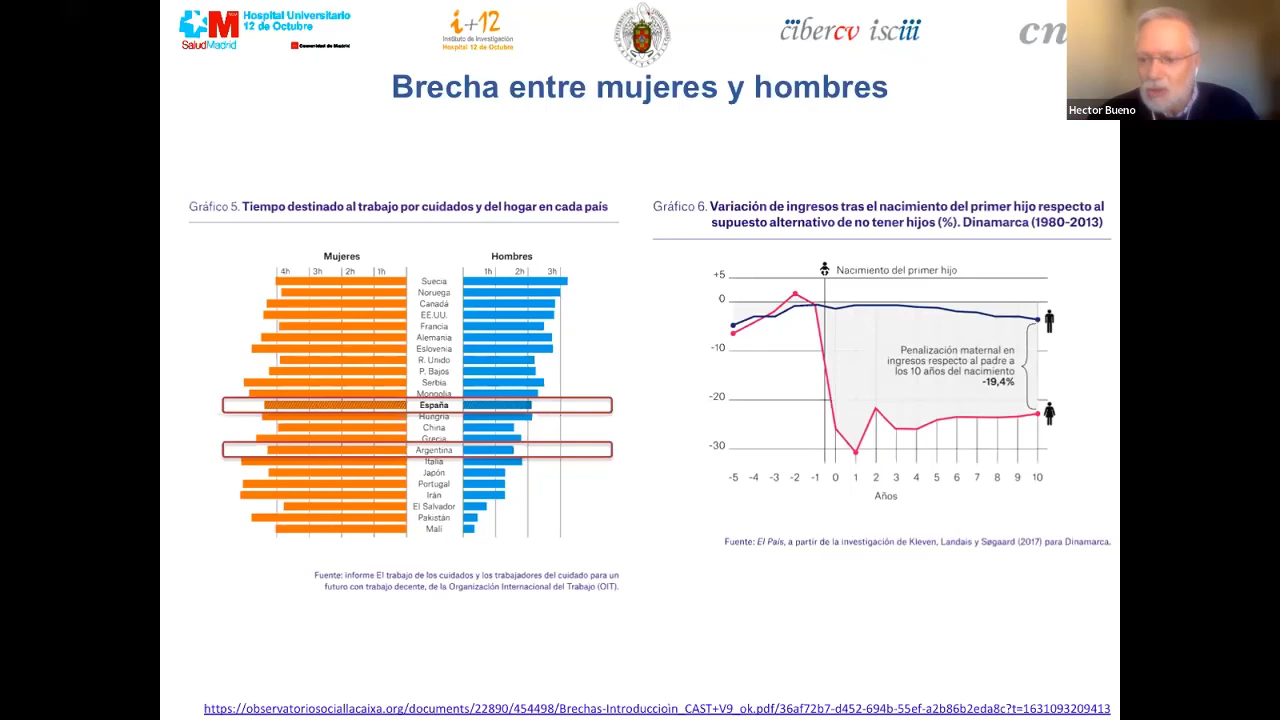 Hospital Universitario
12 de Octubre
SaludMadrid
Comunidad de Madrid
i+12
Instituto de Investigación
Hospital 12 de Octubre
cibercv isciii
cn
Hector Bueno
Brecha entre mujeres y hombres
Gráfico 5. Tiempo destinado al trabajo por cuidados y del hogar en cada país
Mujeres
Hombres
4h 3h 2h 1h
1h 2h 3h
Suecia
Noruega
Canadá
EE.UU.
Francia
Alemania
Eslovenia
R. Unido
P. Bajos
Serbia
Mongolia
España
Hungría
China
Grecia
Argentina
Italia
Japón
Portugal
Irán
El Salvador
Pakistán
Malí
Fuente: informe El trabajo de los cuidados y los trabajadores del cuidado para un
futuro con trabajo decente, de la Organización Internacional del Trabajo (OIT).
Gráfico 6. Variación de ingresos tras el nacimiento del primer hijo respecto al
supuesto alternativo de no tener hijos (%). Dinamarca (1980-2013)
Nacimiento del primer hijo
+5
0
-10
-20
-30
Penalización maternal en
ingresos respecto al padre a
los 10 años del nacimiento
-19,4%
-5 -4 -3 -2 -1 0 1 2 3 4 5 6 7 8 9 10
Años
Fuente: El País, a partir de la investigación de Kleven, Landais y Søgaard (2017) para Dinamarca.
https://observatoriosociallacaixa.org/documents/22890/454498/Brechas-Introducción_CAST+V9_ok.pdf/36af72b7-d452-694b-55ef-a2b86b2eda8c?t=1631093209413